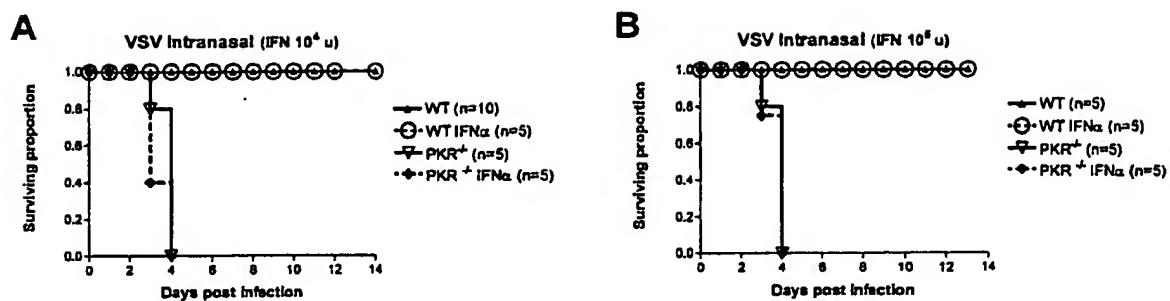 A
VSV Intranasal (IFN 10⁴ u)
Surviving proportion
1.0
0.8
0.6
0.4
0.2
0.0
0 2 4 6 8 10 12 14
Days post infection
WT (n=10)
WT IFNα (n=5)
PKR⁻/⁻ (n=5)
PKR⁻/⁻ IFNα (n=5)
B
VSV Intranasal (IFN 10⁵ u)
Surviving proportion
1.0
0.8
0.6
0.4
0.2
0.0
0 2 4 6 8 10 12 14
Days post infection
WT (n=5)
WT IFNα (n=5)
PKR⁻/⁻ (n=5)
PKR⁻/⁻ IFNα (n=5)